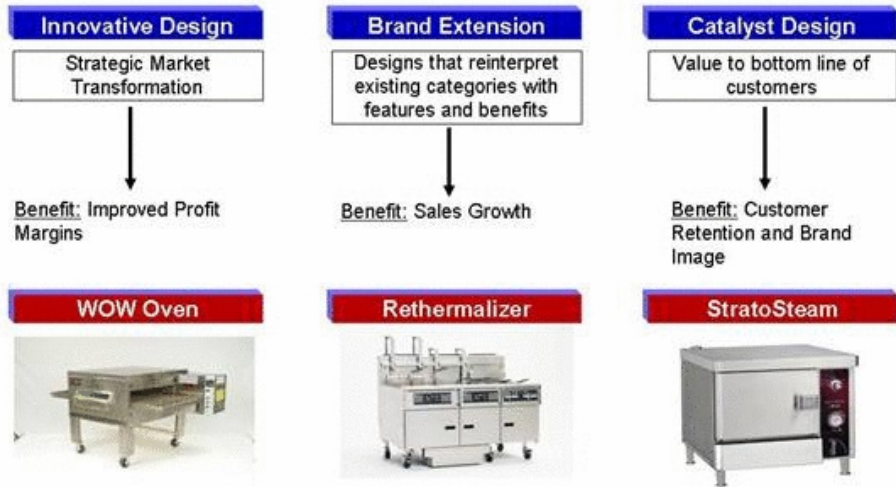 Innovative Design
Strategic Market
Transformation
Benefit: Improved Profit
Margins
Brand Extension
Designs that reinterpret
existing categories with
features and benefits
Benefit: Sales Growth
Catalyst Design
Value to bottom line of
customers
Benefit: Customer
Retention and Brand
Image
WOW Oven
Rethermalizer
StratoSteam